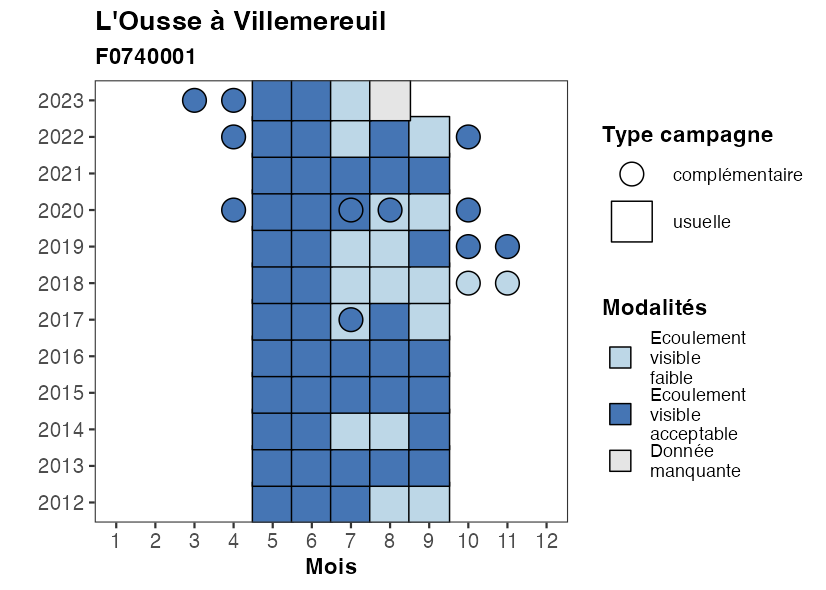 L'Ousse à Villemereuil
F0740001
2023
2022
2021
2020
2019
2018
2017
2016
2015
2014
2013
2012
1 2 3 4 5 6 7 8 9 10 11 12
Mois
Type campagne
complémentaire
usuelle
Modalités
Ecoulement
visible
faible
Ecoulement
visible
acceptable
Donnée
manquante